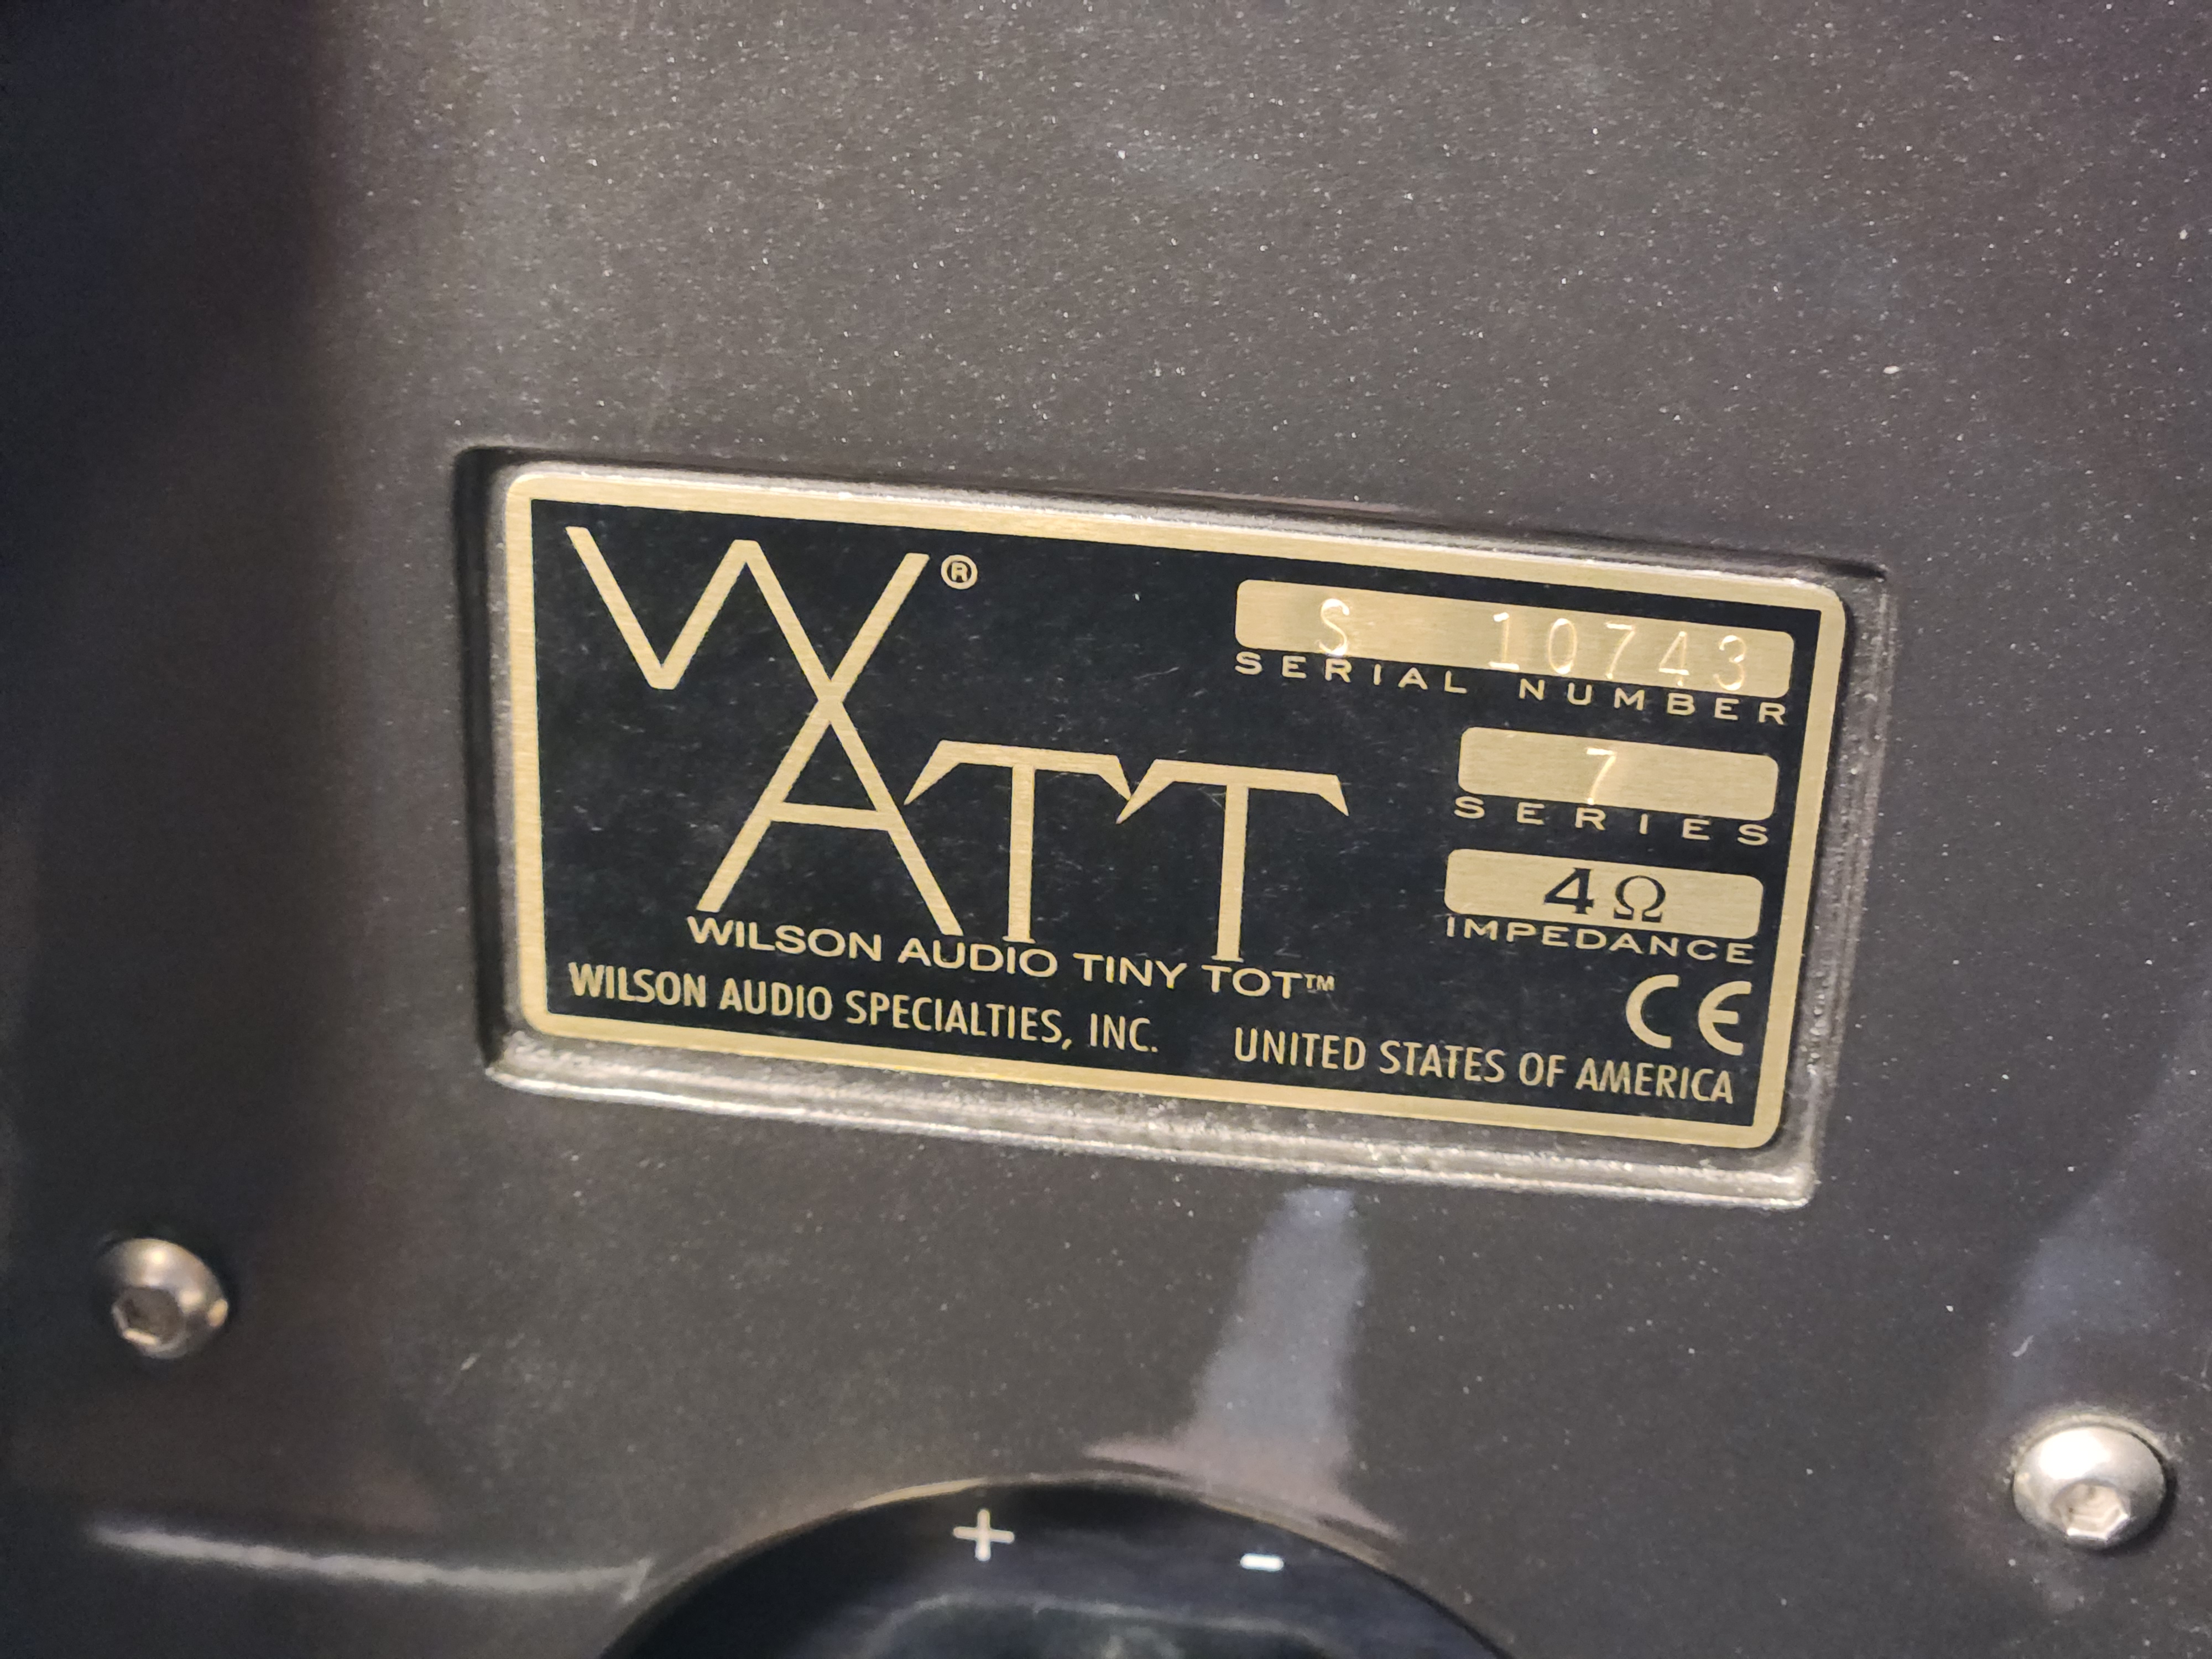 WATT®
S 10743
SERIAL NUMBER
7
SERIES
4Ω
IMPEDANCE
WILSON AUDIO TINY TOT™
CE
WILSON AUDIO SPECIALTIES, INC. UNITED STATES OF AMERICA
+ -